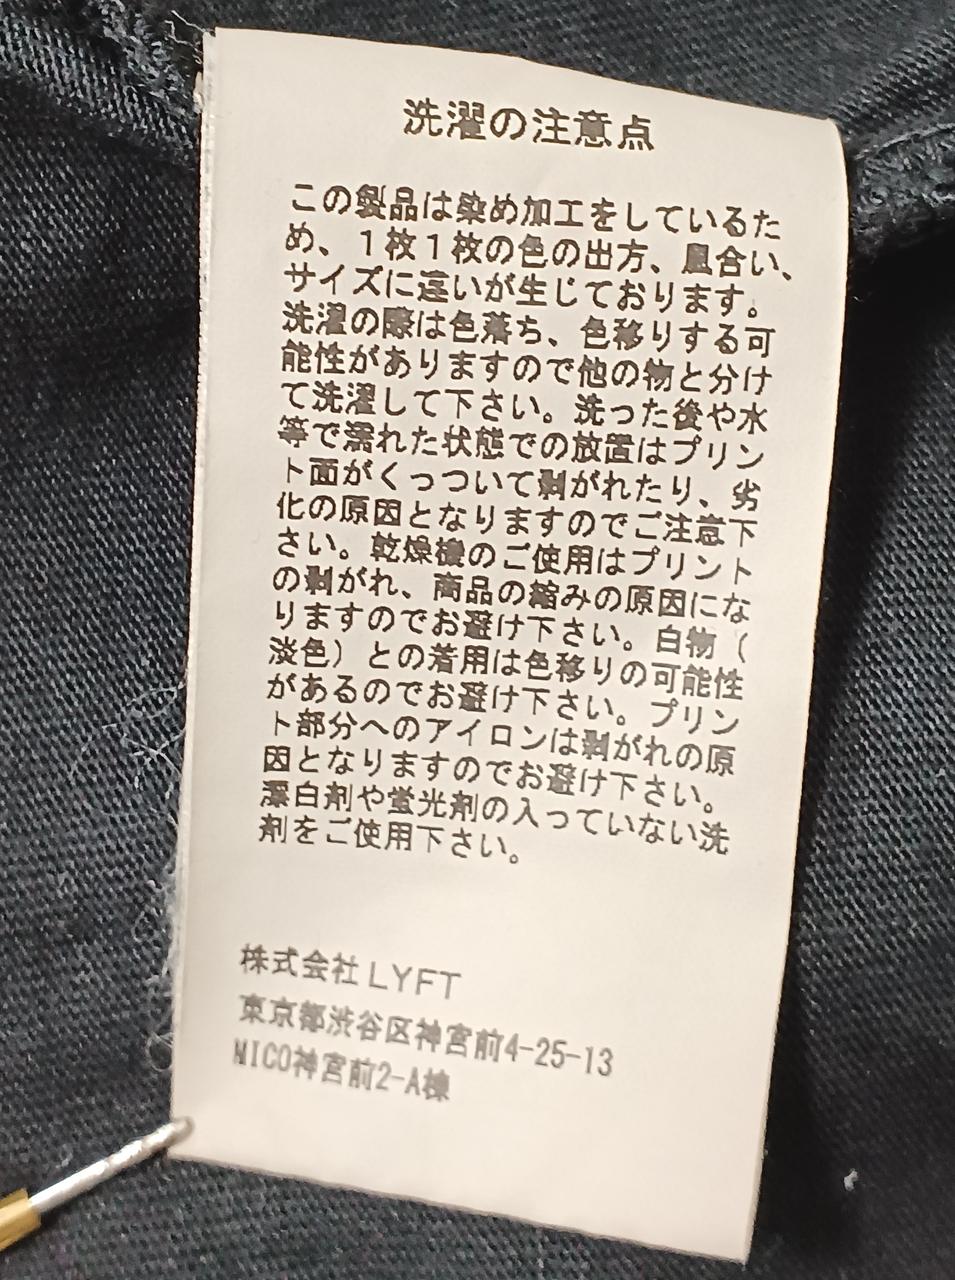 洗濯の注意点
この製品は染め加工をしているた
め、１枚１枚の色の出方、風合い、
サイズに違いが生じております。
洗濯の際は色落ち、色移りする可
能性がありますので他の物と分け
て洗濯して下さい。洗った後や水
等で濡れた状態での放置はプリン
ト面がくっついて剥がれたり、劣
化の原因となりますのでご注意下
さい。乾燥機のご使用はプリント
の剥がれ、商品の縮みの原因にな
りますのでお避け下さい。白物（
淡色）との着用は色移りの可能性
があるのでお避け下さい。プリン
ト部分へのアイロンは剥がれの原
因となりますのでお避け下さい。
漂白剤や蛍光剤の入っていない洗
剤をご使用下さい。
株式会社LYFT
東京都渋谷区神宮前4-25-13
MICO神宮前2-A棟